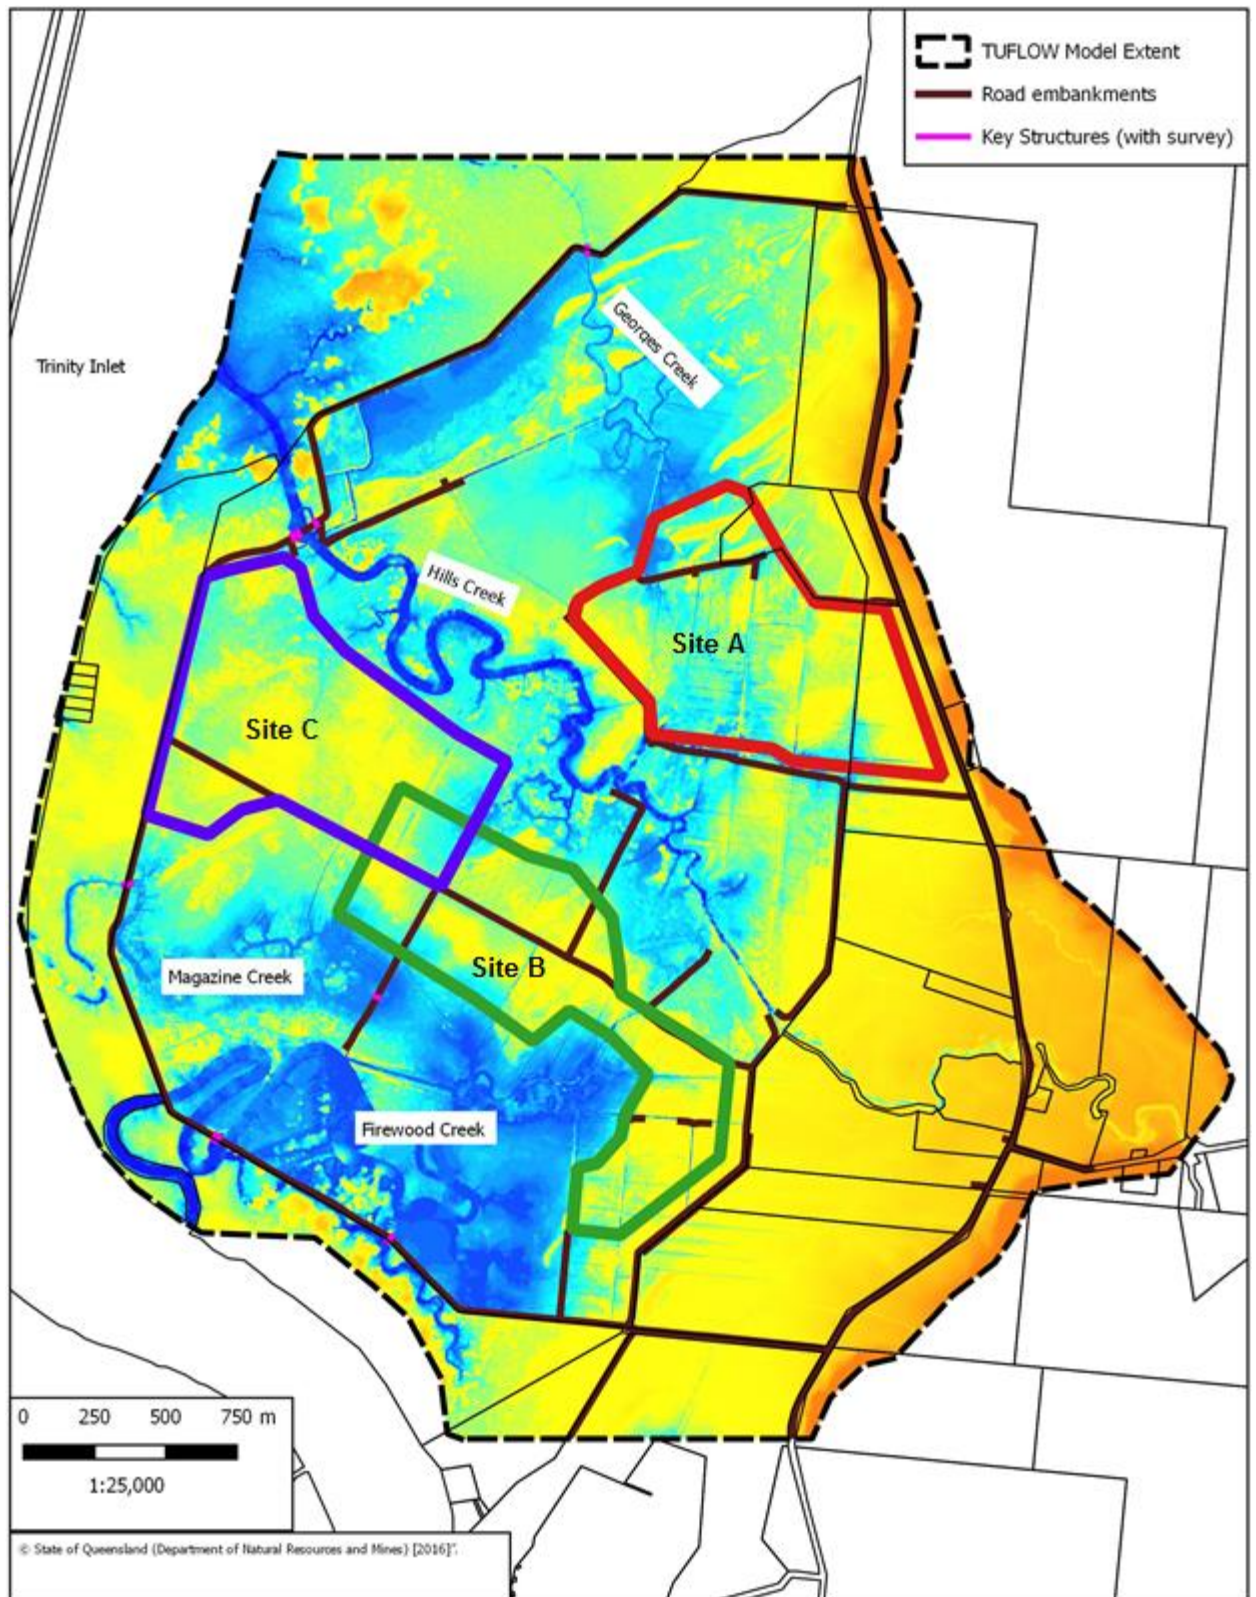 TUFLOW Model Extent
Road embankments
Key Structures (with survey)
Trinity Inlet
Georges Creek
Hills Creek
Site A
Site C
Site B
Magazine Creek
Firewood Creek
0 250 500 750 m
1:25,000
© State of Queensland (Department of Natural Resources and Mines) [2016]".